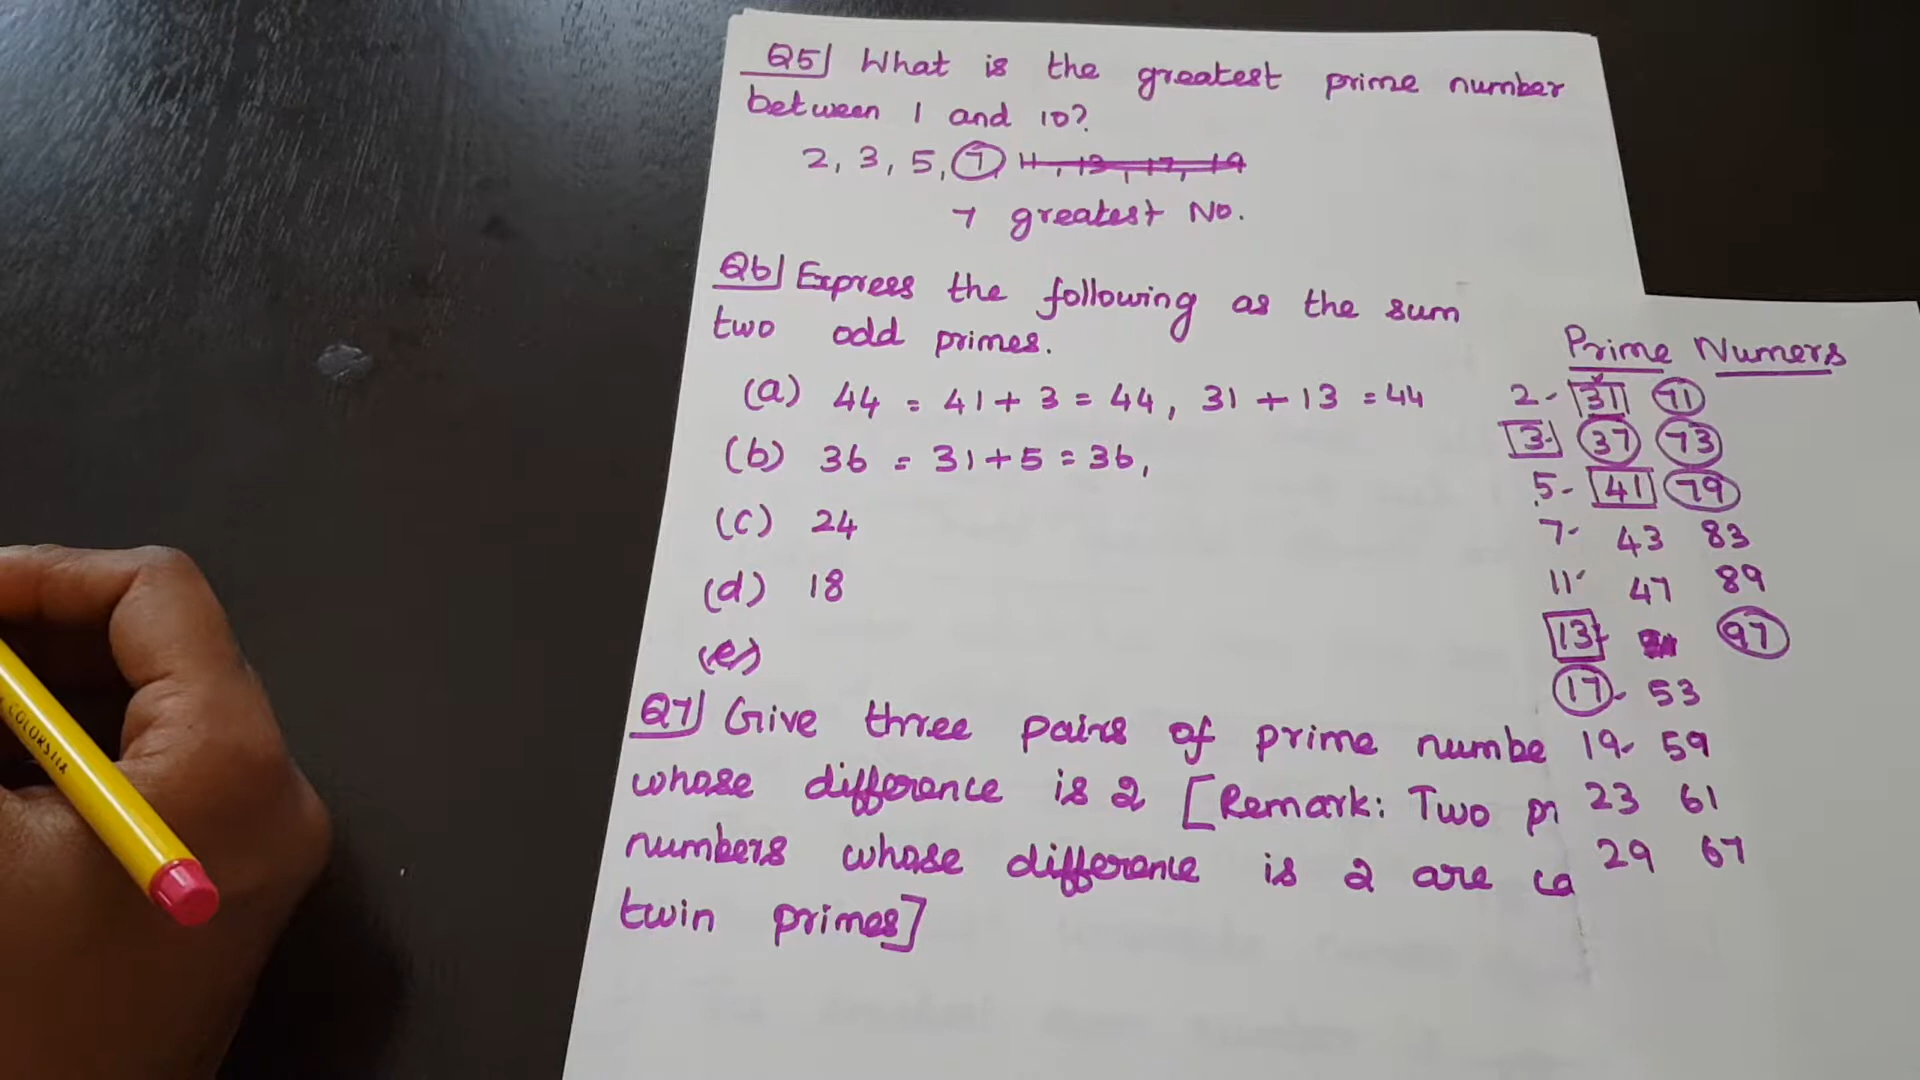 Q5] What is the greatest prime number
between 1 and 10?
2, 3, 5, 7, 11, 13, 17, 19
7 greatest No.
Q6] Express the following as the sum
two odd primes.
(a) 44 = 41 + 3 = 44, 31 + 13 = 44
(b) 36 = 31 + 5 = 36,
(c) 24
(d) 18
(e)
Q7] Give three pairs of prime numbe
whose difference is 2 [Remark: Two pr
numbers whose difference is 2 are ca
twin primes]
Prime Numers
2- 31 71
3- 37 73
5- 41 79
7- 43 83
11- 47 89
13- 97
17- 53
19- 59
23 61
29 67